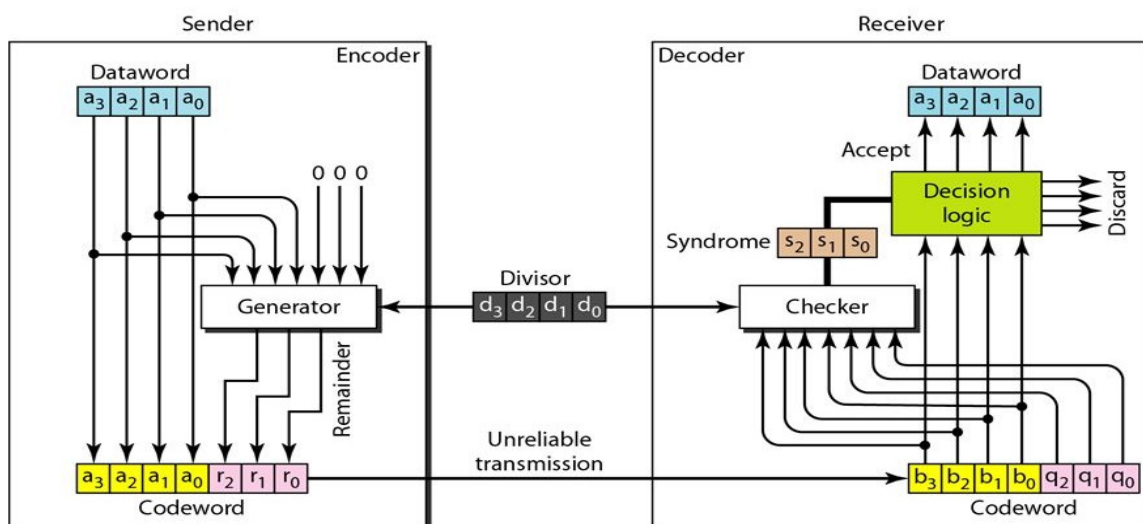 Sender
Receiver
Encoder
Decoder
Dataword
a3 a2 a1 a0
Dataword
a3 a2 a1 a0
0 0 0
Accept
Decision
logic
Discard
Syndrome
s2 s1 s0
Generator
Divisor
d3 d2 d1 d0
Checker
Remainder
Unreliable
transmission
a3 a2 a1 a0 r2 r1 r0
Codeword
b3 b2 b1 b0 q2 q1 q0
Codeword